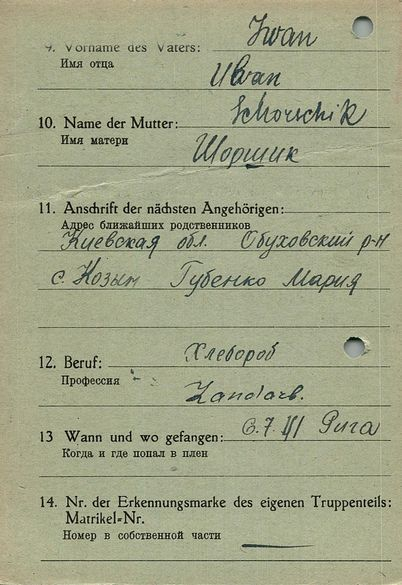 9. Vorname des Vaters: Iwan
Имя отца
Иван
Schorschik
10. Name der Mutter:
Имя матери
Шоршик
11. Anschrift der nächsten Angehörigen:
Адрес ближайших родственников
Киевская обл. Обуховский р-н
с. Козын Губенко Мария
12. Beruf: Хлебороб
Профессия
Landarb.
13 Wann und wo gefangen: 6.7.41 Рига
Когда и где попал в плен
14. Nr. der Erkennungsmarke des eigenen Truppenteils:
Matrikel-Nr.
Номер в собственной части